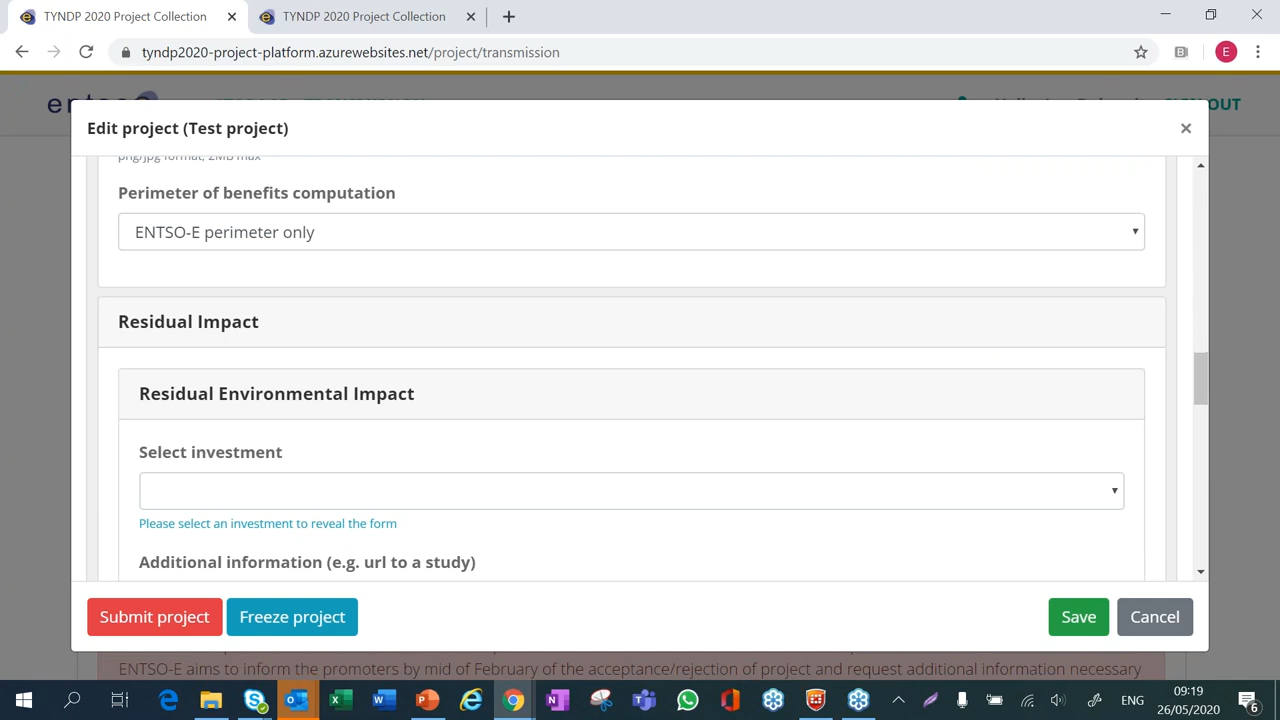 TYNDP 2020 Project Collection
TYNDP 2020 Project Collection
tyndp2020-project-platform.azurewebsites.net/project/transmission
E
OUT
Edit project (Test project)
png/jpg format, 2MB max
Perimeter of benefits computation
ENTSO-E perimeter only
Residual Impact
Residual Environmental Impact
Select investment
Please select an investment to reveal the form
Additional information (e.g. url to a study)
Submit project
Freeze project
Save
Cancel
ENTSO-E aims to inform the promoters by mid of February of the acceptance/rejection of project and request additional information necessary
ENG
09:19
26/05/2020
6